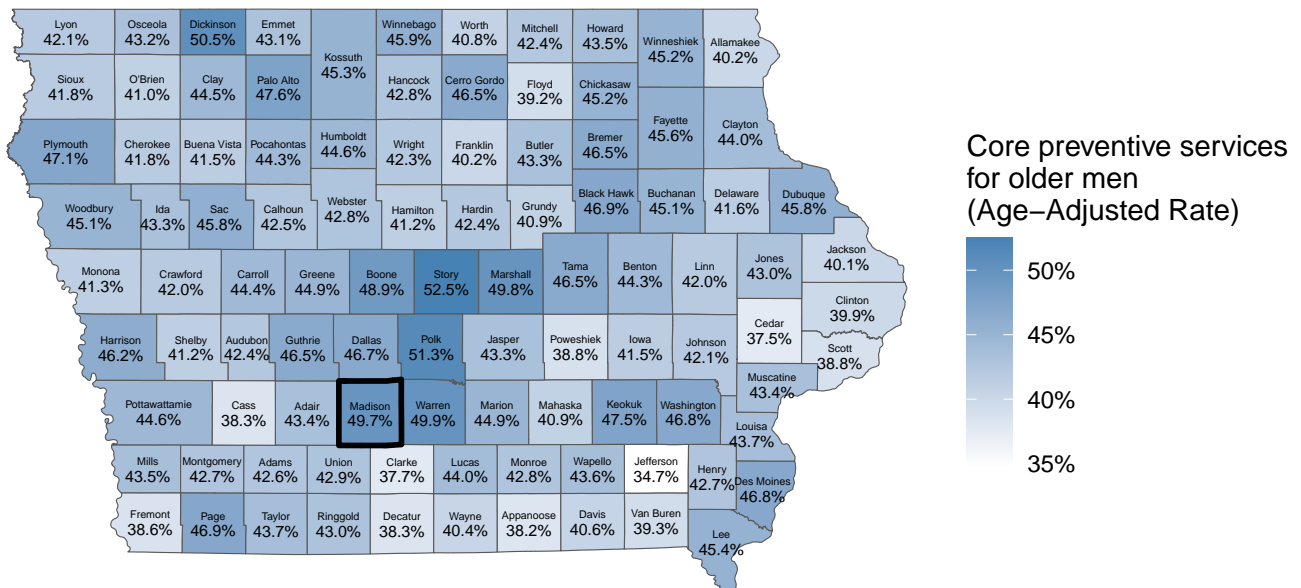 Lyon
42.1%
Osceola
43.2%
Dickinson
50.5%
Emmet
43.1%
Kossuth
45.3%
Winnebago
45.9%
Worth
40.8%
Mitchell
42.4%
Howard
43.5%
Winneshiek
45.2%
Allamakee
40.2%
Sioux
41.8%
O'Brien
41.0%
Clay
44.5%
Palo Alto
47.6%
Hancock
42.8%
Cerro Gordo
46.5%
Floyd
39.2%
Chickasaw
45.2%
Fayette
45.6%
Clayton
44.0%
Plymouth
47.1%
Cherokee
41.8%
Buena Vista
41.5%
Pocahontas
44.3%
Humboldt
44.6%
Wright
42.3%
Franklin
40.2%
Butler
43.3%
Bremer
46.5%
Woodbury
45.1%
Ida
43.3%
Sac
45.8%
Calhoun
42.5%
Webster
42.8%
Hamilton
41.2%
Hardin
42.4%
Grundy
40.9%
Black Hawk
46.9%
Buchanan
45.1%
Delaware
41.6%
Dubuque
45.8%
Monona
41.3%
Crawford
42.0%
Carroll
44.4%
Greene
44.9%
Boone
48.9%
Story
52.5%
Marshall
49.8%
Tama
46.5%
Benton
44.3%
Linn
42.0%
Jones
43.0%
Jackson
40.1%
Clinton
39.9%
Harrison
46.2%
Shelby
41.2%
Audubon
42.4%
Guthrie
46.5%
Dallas
46.7%
Polk
51.3%
Jasper
43.3%
Poweshiek
38.8%
Iowa
41.5%
Johnson
42.1%
Cedar
37.5%
Scott
38.8%
Muscatine
43.4%
Pottawattamie
44.6%
Cass
38.3%
Adair
43.4%
Madison
49.7%
Warren
49.9%
Marion
44.9%
Mahaska
40.9%
Keokuk
47.5%
Washington
46.8%
Louisa
43.7%
Mills
43.5%
Montgomery
42.7%
Adams
42.6%
Union
42.9%
Clarke
37.7%
Lucas
44.0%
Monroe
42.8%
Wapello
43.6%
Jefferson
34.7%
Henry
42.7%
Des Moines
46.8%
Fremont
38.6%
Page
46.9%
Taylor
43.7%
Ringgold
43.0%
Decatur
38.3%
Wayne
40.4%
Appanoose
38.2%
Davis
40.6%
Van Buren
39.3%
Lee
45.4%
Core preventive services
for older men
(Age−Adjusted Rate)
50%
45%
40%
35%